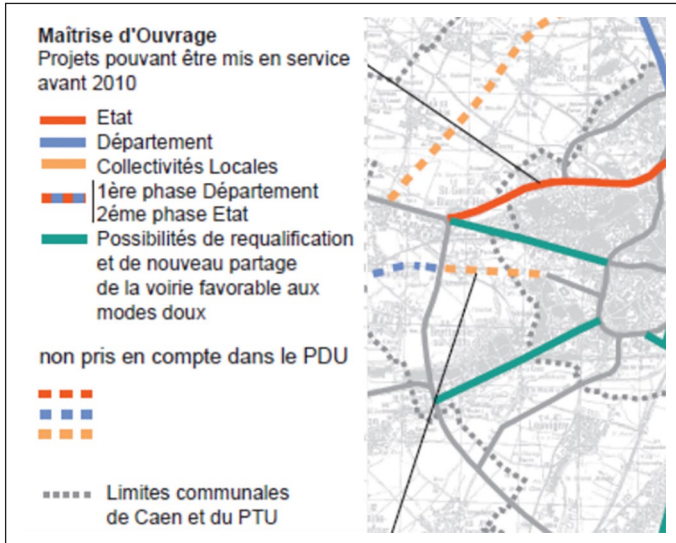 Maîtrise d'Ouvrage
Projets pouvant être mis en service
avant 2010
Etat
Département
Collectivités Locales
1ère phase Département
2éme phase Etat
Possibilités de requalification
et de nouveau partage
de la voirie favorable aux
modes doux
non pris en compte dans le PDU
Limites communales
de Caen et du PTU
Louvigny